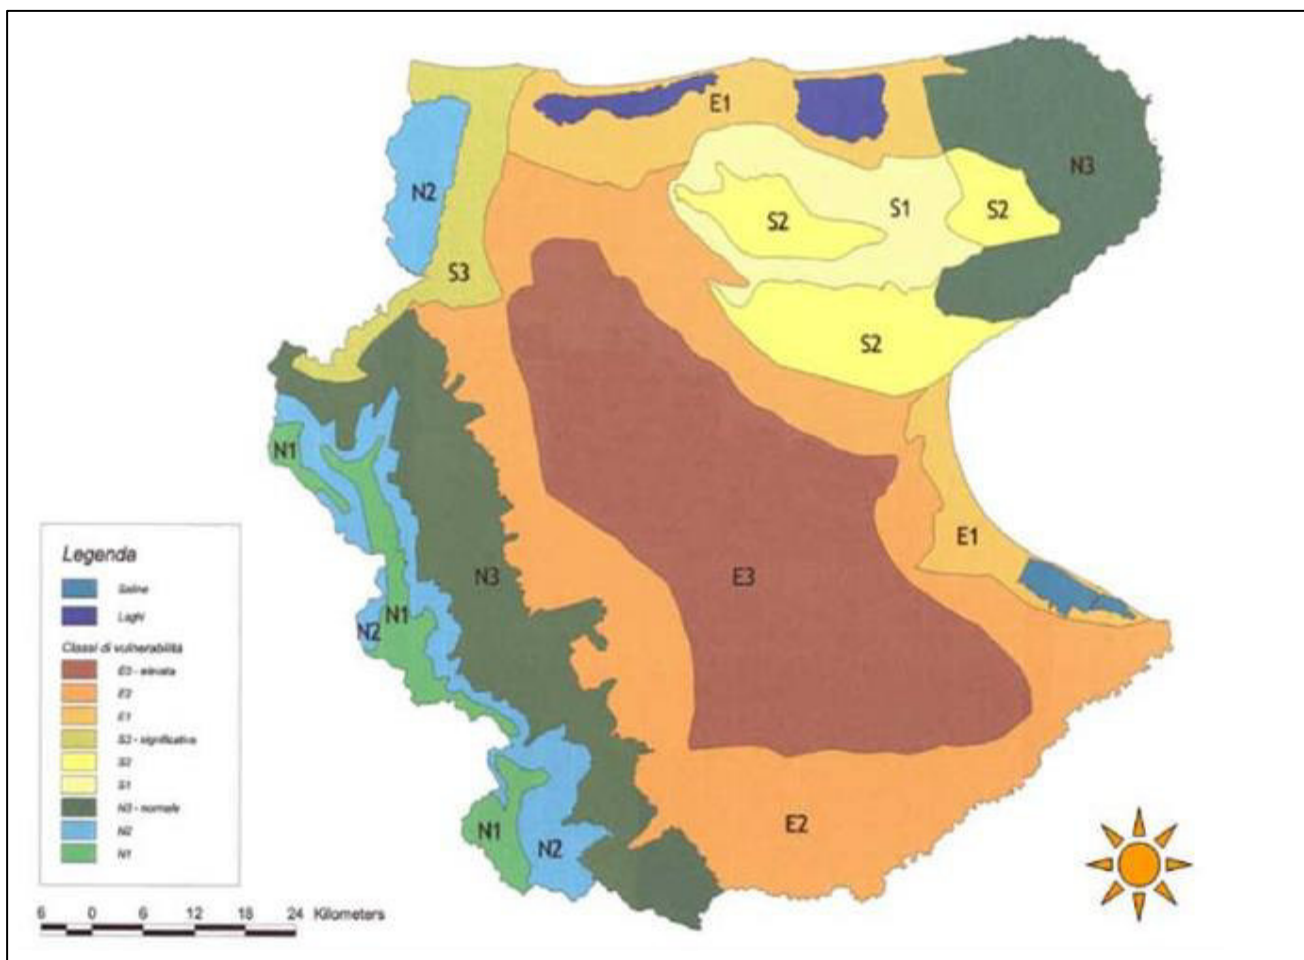 E1
N3
N2
S1
S2
S2
S3
S2
N1
E1
N3
E3
N1
N2
E2
N1
N2
Legenda
Saline
Laghi
Classi di vulnerabilità
E3 - elevata
E2
E1
S3 - significativa
S2
S1
N3 - normale
N2
N1
6 0 6 12 18 24 Kilometers